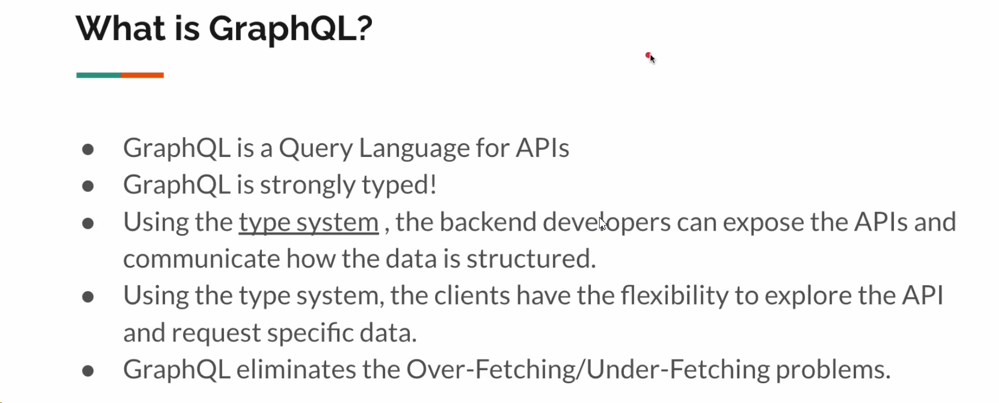 What is GraphQL?
● GraphQL is a Query Language for APIs
● GraphQL is strongly typed!
● Using the type system , the backend developers can expose the APIs and
communicate how the data is structured.
● Using the type system, the clients have the flexibility to explore the API
and request specific data.
● GraphQL eliminates the Over-Fetching/Under-Fetching problems.